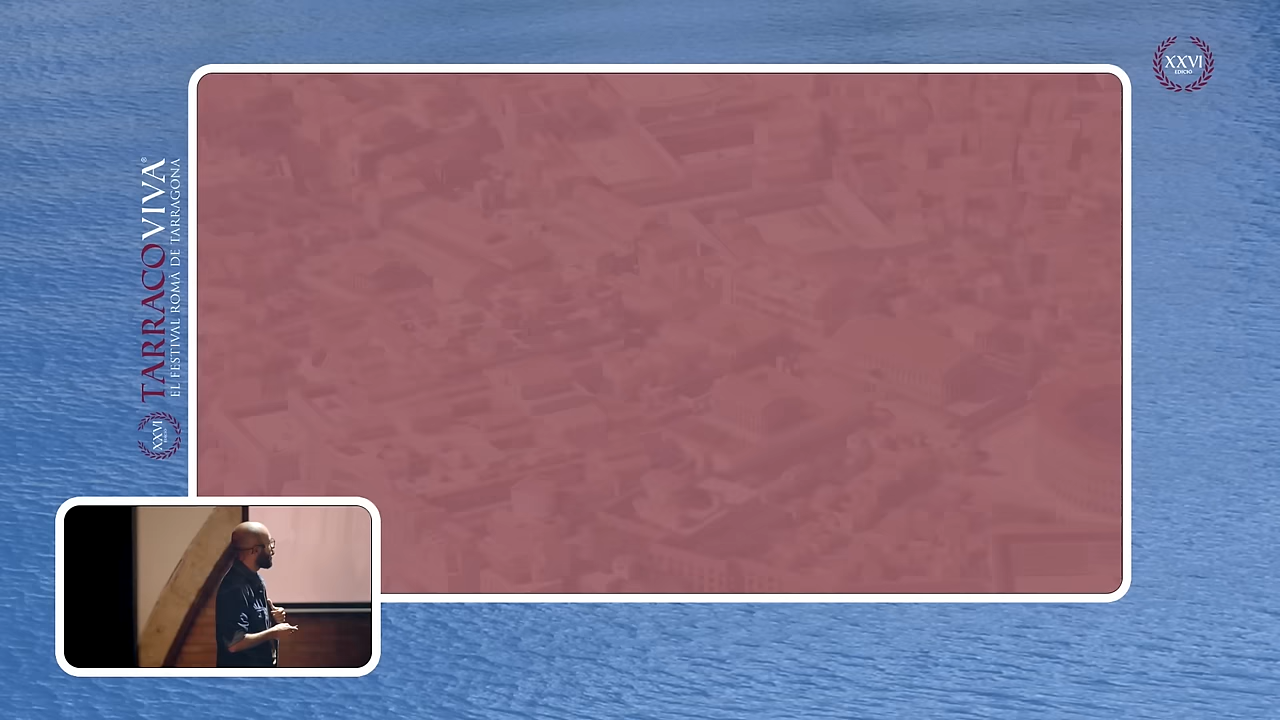 XXVI
EDICIÓ
TARRACOVIVA®
EL FESTIVAL ROMÀ DE TARRAGONA
XXVI